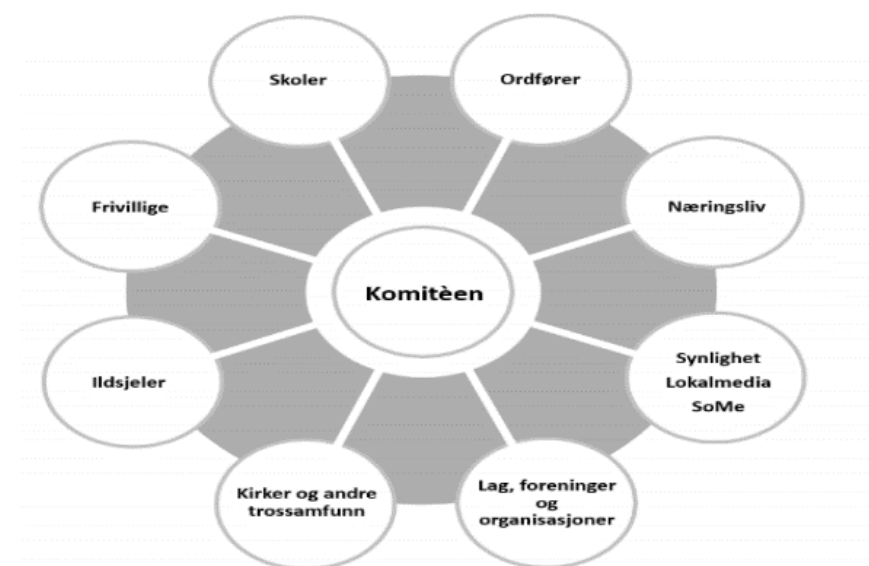 Skoler
Ordfører
Frivillige
Næringsliv
Komitèen
Synlighet
Lokalmedia
SoMe
Ildsjeler
Kirker og andre
trossamfunn
Lag, foreninger
og
organisasjoner